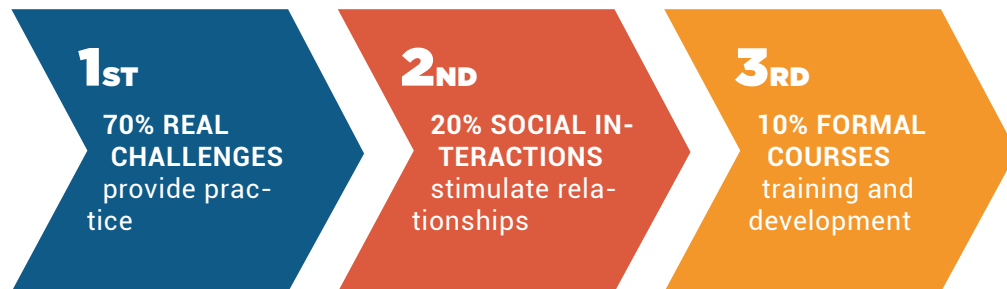 1ST
70% REAL
CHALLENGES
provide prac-
tice
2ND
20% SOCIAL IN-
TERACTIONS
stimulate rela-
tionships
3RD
10% FORMAL
COURSES
training and
development